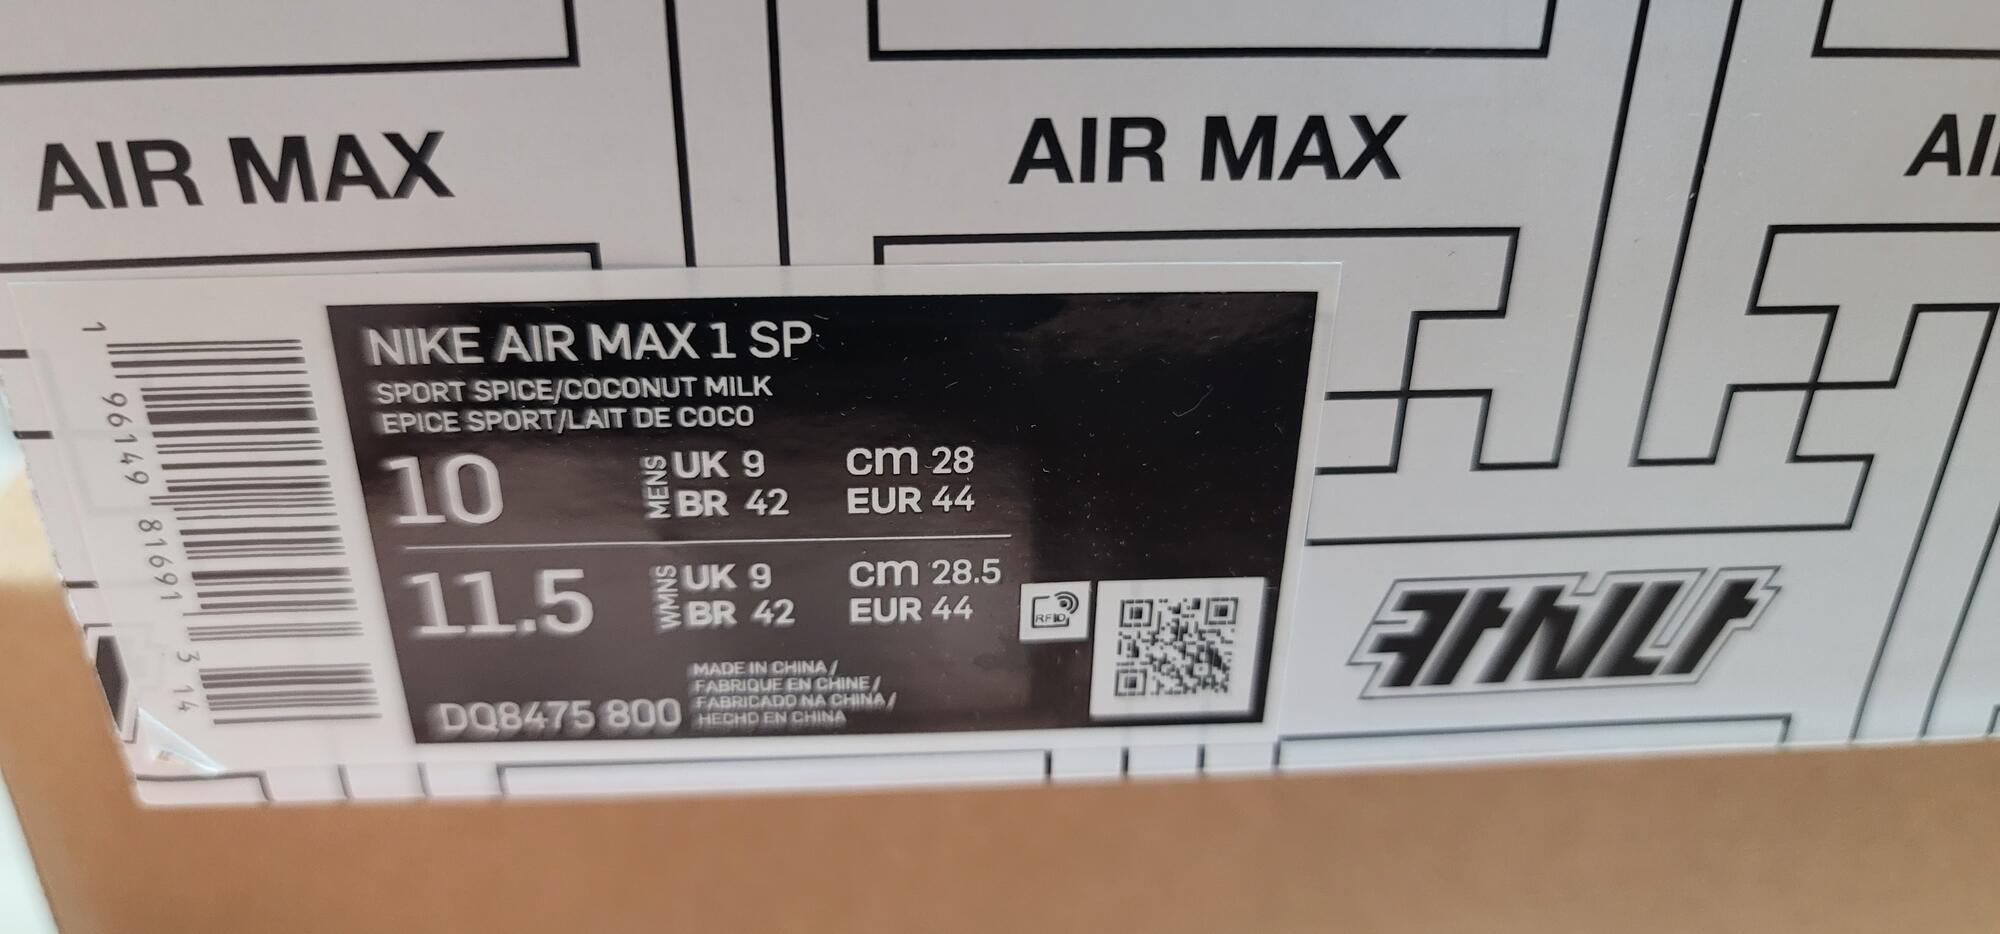 AIR MAX
AIR MAX
NIKE AIR MAX 1 SP
SPORT SPICE/COCONUT MILK
EPICE SPORT/LAIT DE COCO
10 MENS UK 9 cm 28
BR 42 EUR 44
11.5 WMNS UK 9 cm 28.5
BR 42 EUR 44
RFID
DQ8475 800
MADE IN CHINA /
FABRIQUE EN CHINE /
FABRICADO NA CHINA /
HECHO EN CHINA
1 96149 81691 3 14